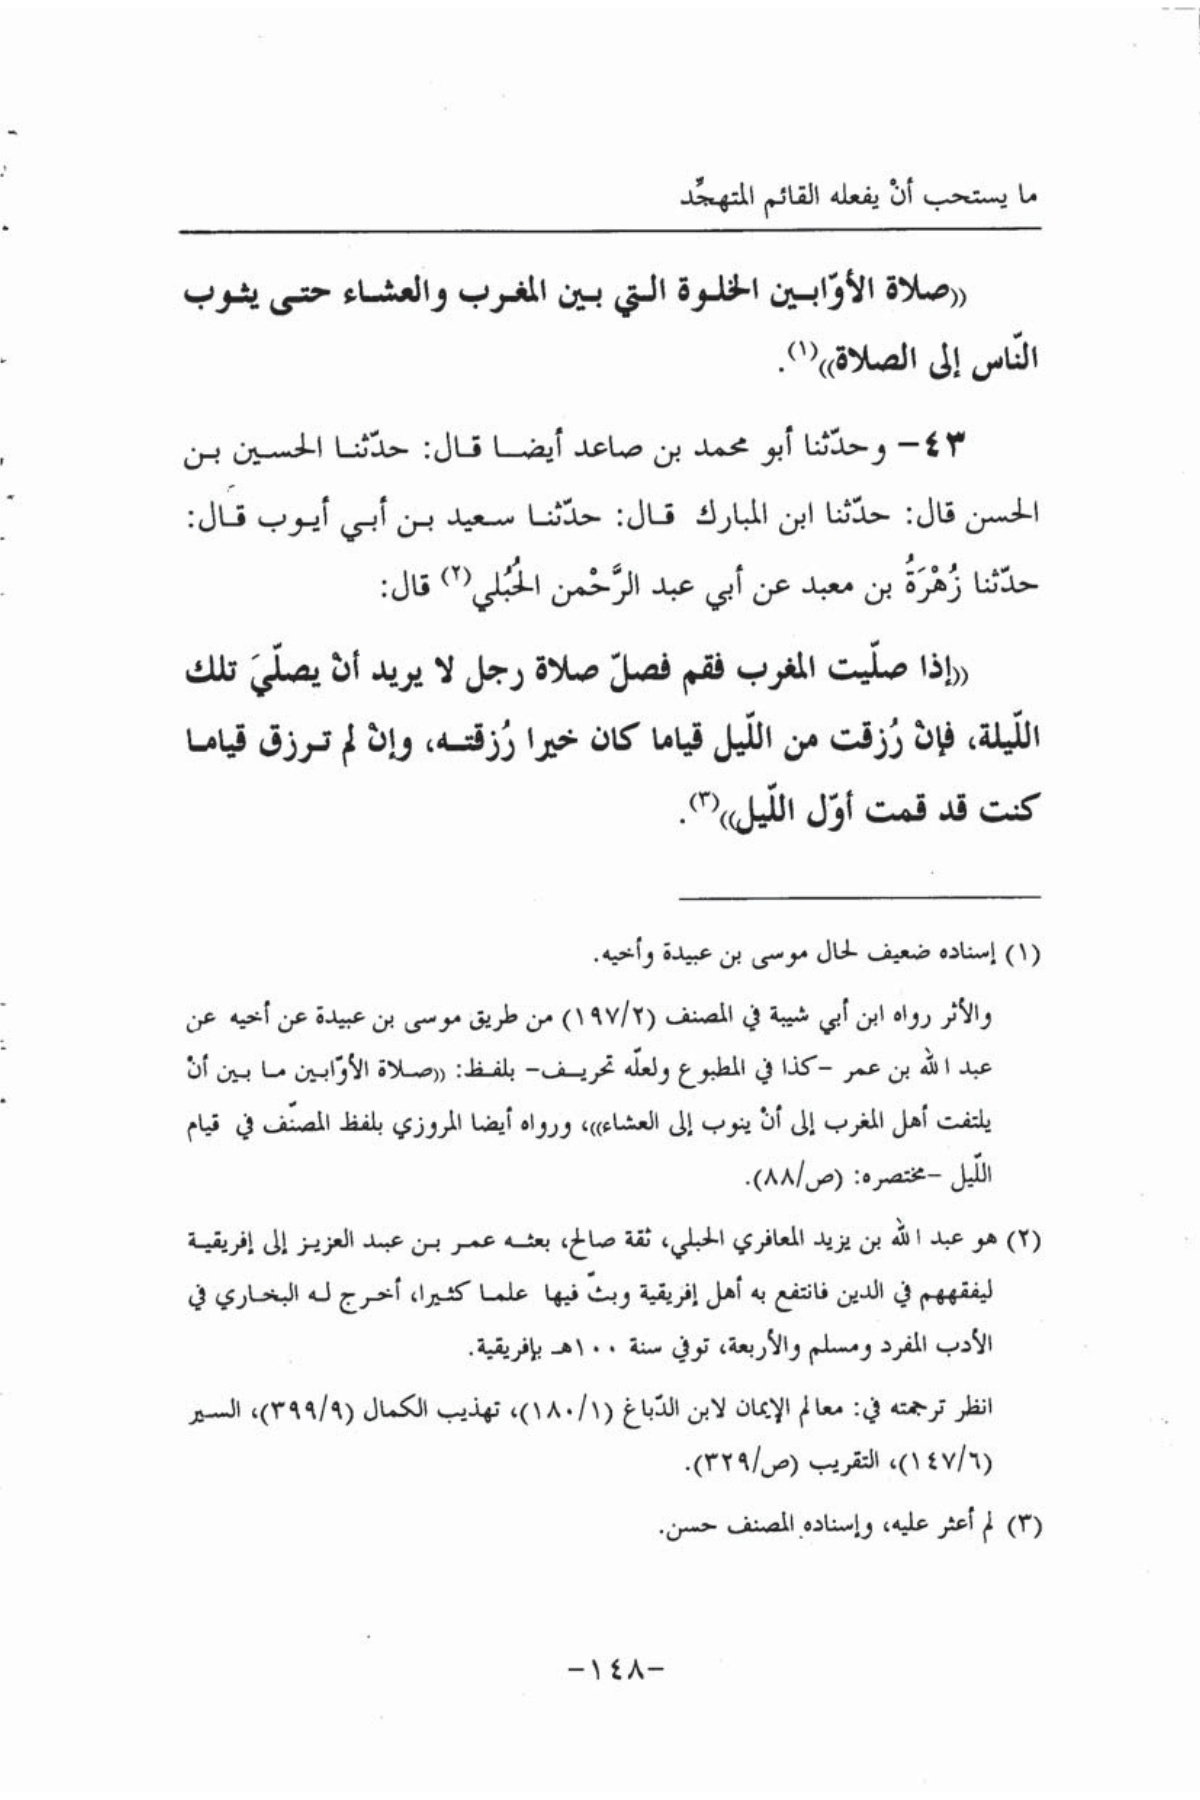 ما يستحب أنْ يفعله القائم المتهجِّد
((صلاة الأوّابين الخلوة التي بين المغرب والعشاء حتى يثوب
النّاس إلى الصلاة))(١).
٤٣- وحدّثنا أبو محمد بن صاعد أيضا قال: حدّثنا الحسين بن
الحسن قال: حدّثنا ابن المبارك قال: حدّثنا سعيد بن أبي أيوب قال:
حدّثنا زُهْرَةُ بن معبد عن أبي عبد الرَّحْمن الحُبُلي(٢) قال:
((إذا صلّيت المغرب فقم فصلّ صلاة رجل لا يريد أنْ يصلّيَ تلك
اللّيلة، فإنْ رُزقت من اللّيل قياما كان خيرا رُزقته، وإنْ لم ترزق قياما
كنت قد قمت أوّل اللّيل))(٣).
(١) إسناده ضعيف لحال موسى بن عبيدة وأخيه.
والأثر رواه ابن أبي شيبة في المصنف (١٩٧/٢) من طريق موسى بن عبيدة عن أخيه عن
عبد الله بن عمر -كذا في المطبوع ولعلّه تحريف- بلفظ: ((صلاة الأوّابين ما بين أنْ
يلتفت أهل المغرب إلى أنْ ينوب إلى العشاء))، ورواه أيضا المروزي بلفظ المصنّف في قيام
اللّيل -مختصره: (ص/٨٨).
(٢) هو عبد الله بن يزيد المعافري الحبلي، ثقة صالح، بعثه عمر بن عبد العزيز إلى إفريقية
ليفقههم في الدين فانتفع به أهل إفريقية وبثّ فيها علما كثيرا، أخرج له البخاري في
الأدب المفرد ومسلم والأربعة، توفي سنة ١٠٠هـ بإفريقية.
انظر ترجمته في: معالم الإيمان لابن الدّباغ (١٨٠/١)، تهذيب الكمال (٣٩٩/٩)، السير
(١٤٧/٦)، التقريب (ص/٣٢٩).
(٣) لم أعثر عليه، وإسناده المصنف حسن.
-١٤٨-